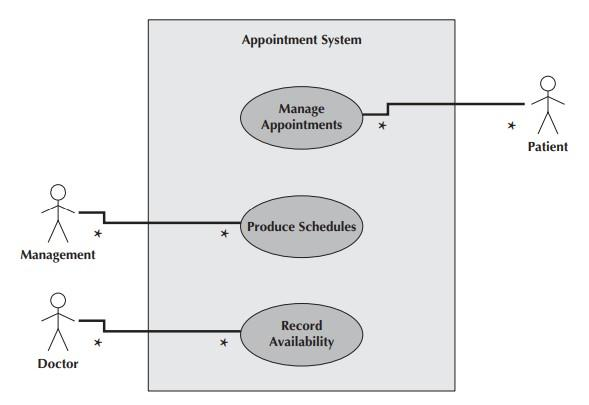 Appointment System
Manage
Appointments
*
*
Patient
Management
*
*
Produce Schedules
Doctor
*
*
Record
Availability